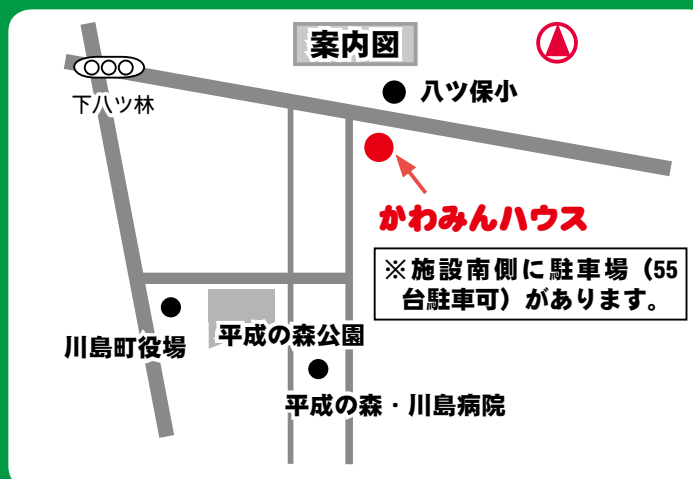 案内図
八ツ保小
下八ツ林
かわみんハウス
※施設南側に駐車場（55
台駐車可）があります。
平成の森公園
川島町役場
平成の森・川島病院